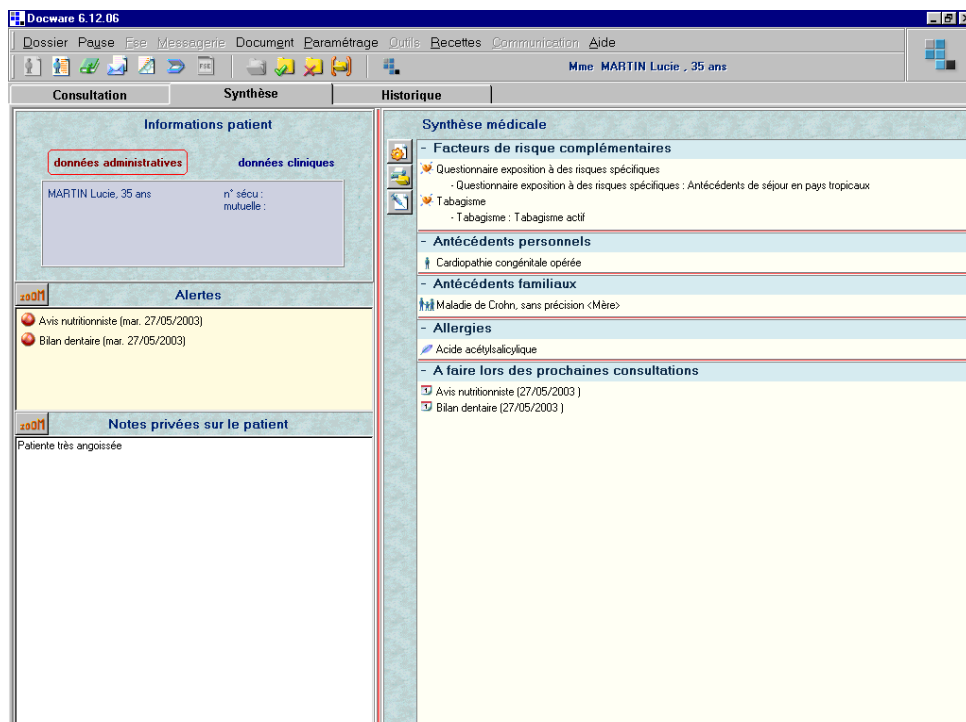 Docware 6.12.06
Dossier Pause Fse Messagerie Document Paramétrage Outils Recettes Communication Aide
FSE
Mme MARTIN Lucie , 35 ans
Consultation Synthèse Historique
Informations patient
données administratives données cliniques
MARTIN Lucie, 35 ans n° sécu :
mutuelle :
zooM Alertes
Avis nutritionniste (mar. 27/05/2003)
Bilan dentaire (mar. 27/05/2003)
zooM Notes privées sur le patient
Patiente très angoissée
Synthèse médicale
- Facteurs de risque complémentaires
Questionnaire exposition à des risques spécifiques
- Questionnaire exposition à des risques spécifiques : Antécédents de séjour en pays tropicaux
Tabagisme
- Tabagisme : Tabagisme actif
- Antécédents personnels
Cardiopathie congénitale opérée
- Antécédents familiaux
Maladie de Crohn, sans précision <Mère>
- Allergies
Acide acétylsalicylique
- A faire lors des prochaines consultations
Avis nutritionniste (27/05/2003 )
Bilan dentaire (27/05/2003 )